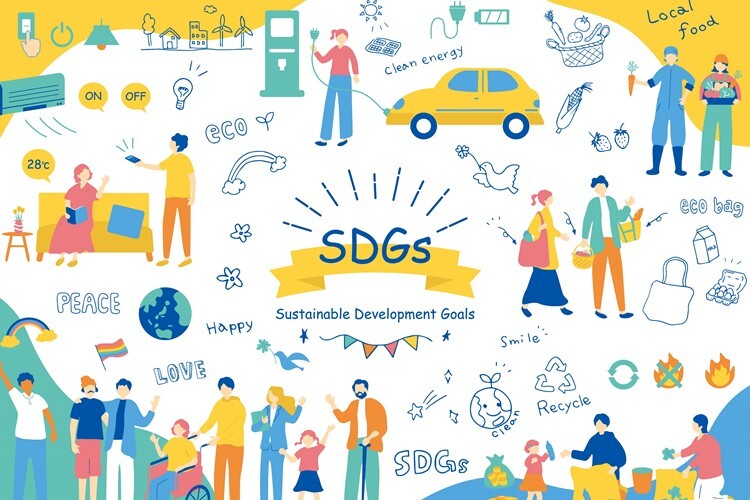 Local
food
Clean energy
ON
OFF
eco
28℃
eco bag
MILK
SDGs
Sustainable Development Goals
PEACE
Happy
Smile
LOVE
Recycle
clean
SDGs